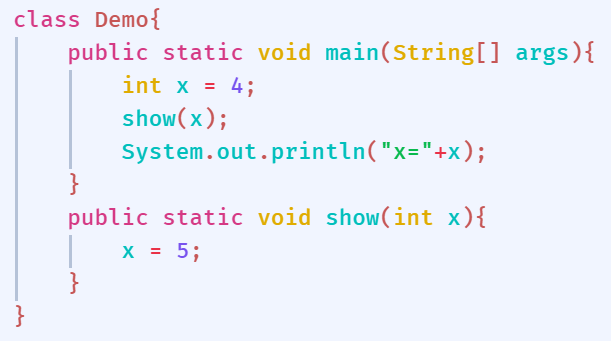 class Demo{
    public static void main(String[] args){
        int x = 4;
        show(x);
        System.out.println("x="+x);
    }
    public static void show(int x){
        x = 5;
    }
}